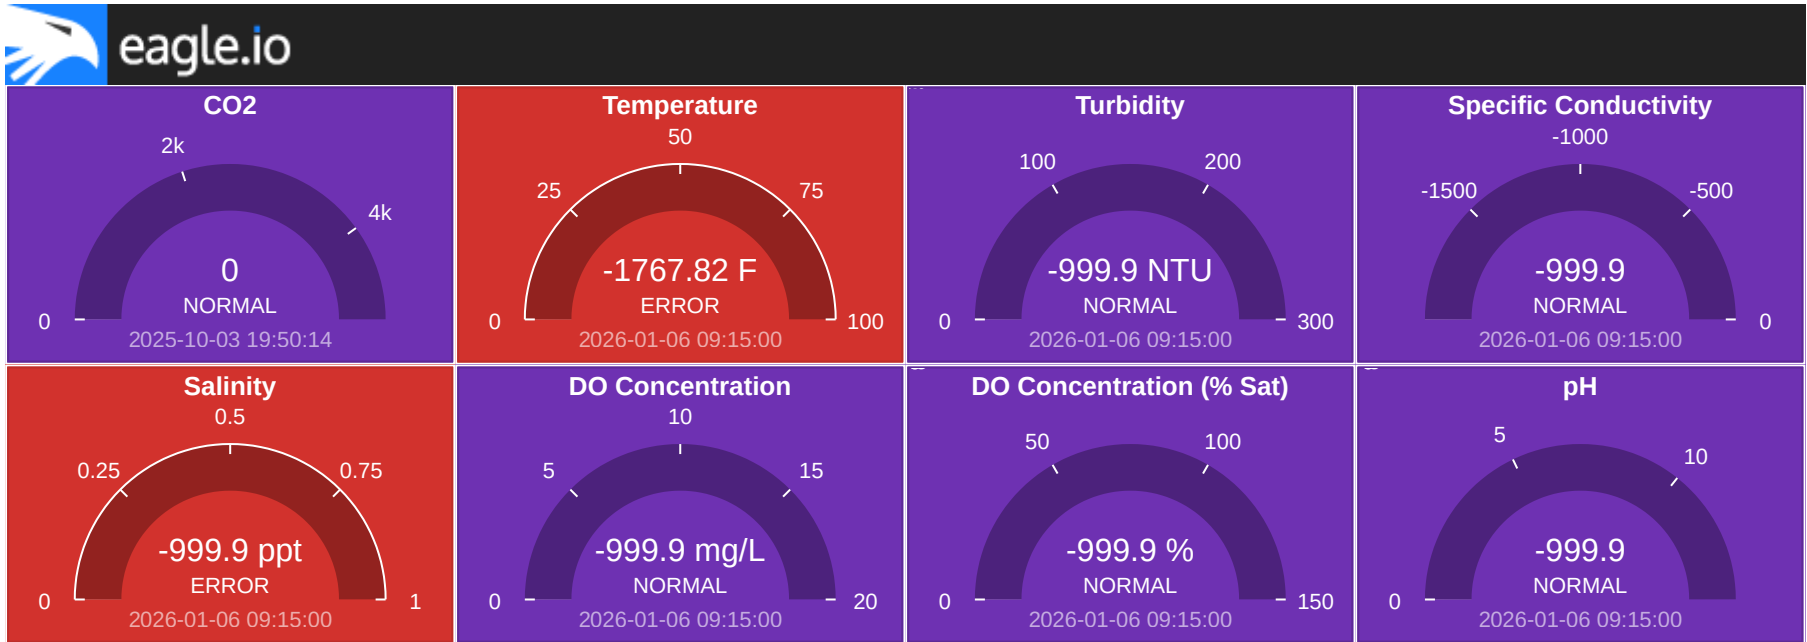 eagle.io
CO2
2k
4k
0
0
NORMAL
2025-10-03 19:50:14
Temperature
50
25
75
-1767.82 F
ERROR
0
100
2026-01-06 09:15:00
Turbidity
100
200
-999.9 NTU
NORMAL
0
300
2026-01-06 09:15:00
Specific Conductivity
-1000
-1500
-500
-999.9
NORMAL
0
2026-01-06 09:15:00
Salinity
0.5
0.25
0.75
-999.9 ppt
ERROR
0
1
2026-01-06 09:15:00
DO Concentration
10
5
15
-999.9 mg/L
NORMAL
0
20
2026-01-06 09:15:00
DO Concentration (% Sat)
50
100
-999.9 %
NORMAL
0
150
2026-01-06 09:15:00
pH
5
10
-999.9
NORMAL
0
2026-01-06 09:15:00